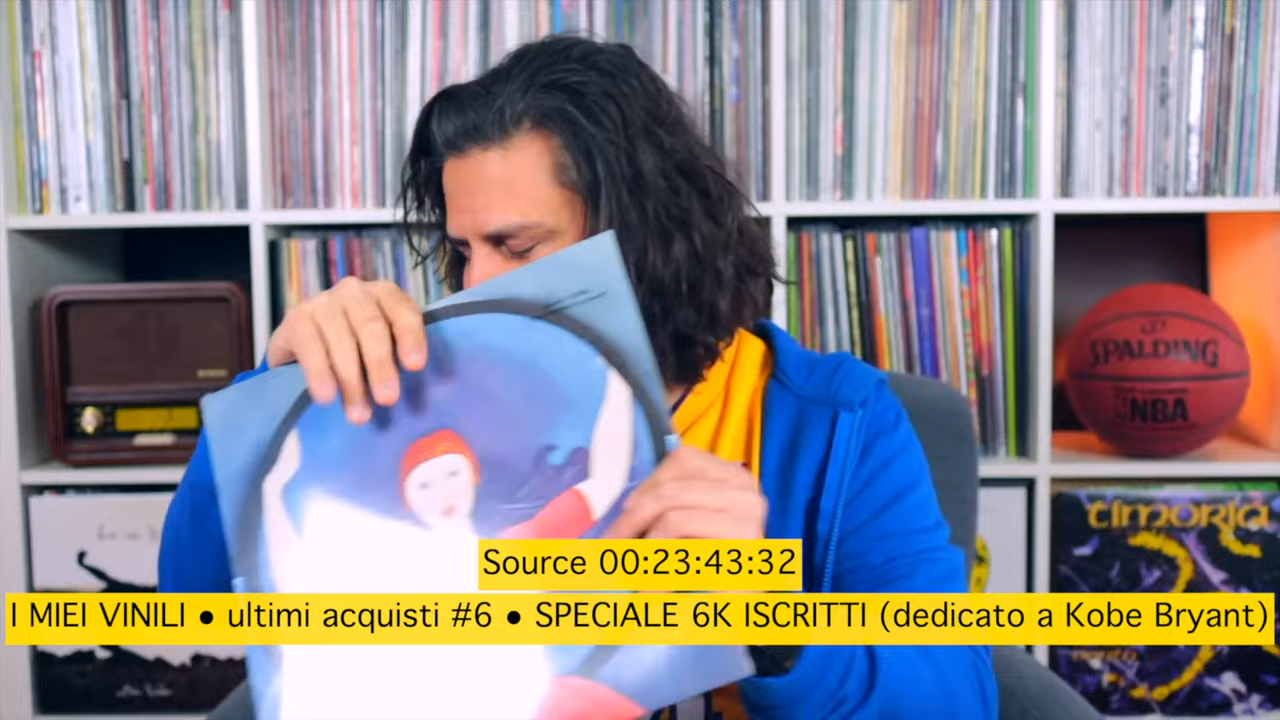 SPALDING
NBA
Source 00:23:43:32
I MIEI VINILI ● ultimi acquisti #6 ● SPECIALE 6K ISCRITTI (dedicato a Kobe Bryant)
timoria